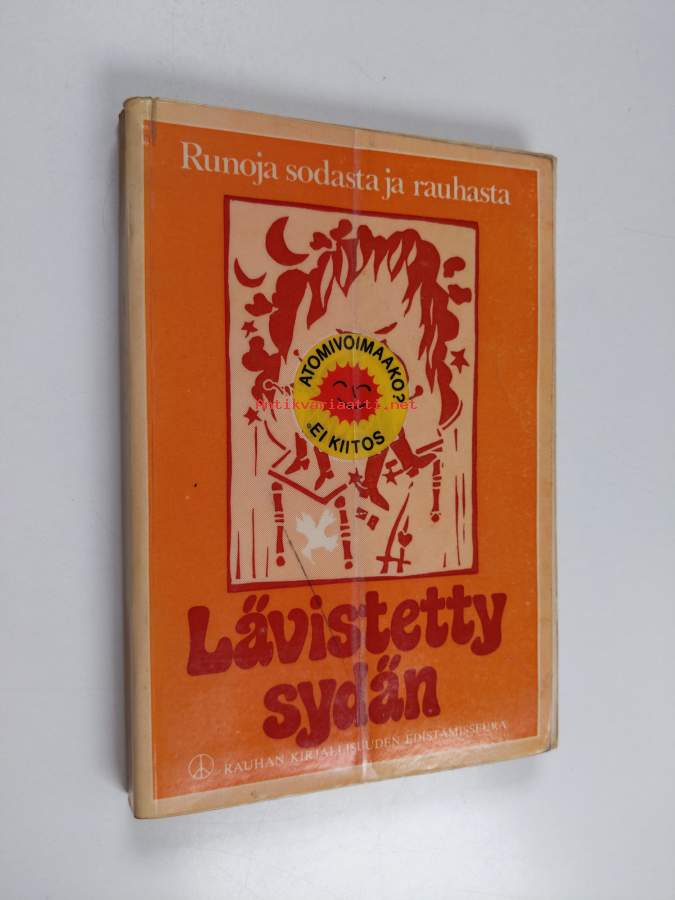 Runoja sodasta ja rauhasta
ATOMIVOIMAAKO?
antikvariaatti.net
EI KIITOS
Lävistetty
sydän
RAUHAN KIRJALLISUUDEN EDISTÄMISSEURA